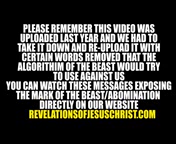 PLEASE REMEMBER THIS VIDEO WAS
UPLOADED LAST YEAR AND WE HAD TO
TAKE IT DOWN AND RE-UPLOAD IT WITH
CERTAIN WORDS REMOVED THAT THE
ALGORITHIM OF THE BEAST WOULD TRY
TO USE AGAINST US
YOU CAN WATCH THESE MESSAGES EXPOSING
THE MARK OF THE BEAST/ABOMINATION
DIRECTLY ON OUR WEBSITE
REVELATIONSOFJESUSCHRIST.COM